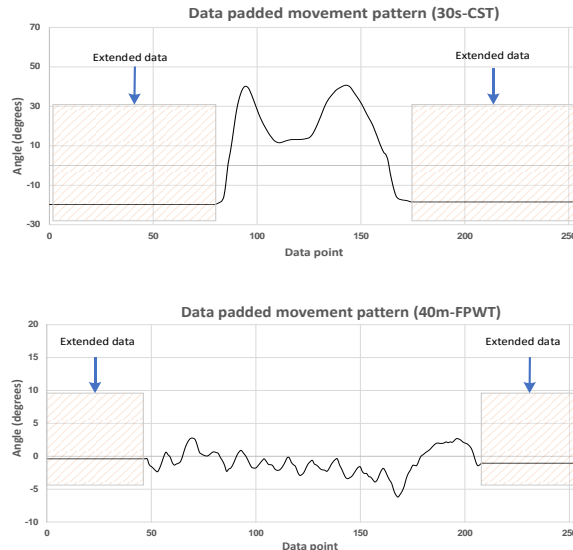 Data padded movement pattern (30s-CST)
70
50
30
10
-10
-30
Angle (degrees)
Extended data
Extended data
0
50
100
150
200
250
Data point
Data padded movement pattern (40m-FPWT)
20
15
10
5
0
-5
-10
Angle (degrees)
Extended data
Extended data
0
50
100
150
200
250
Data point